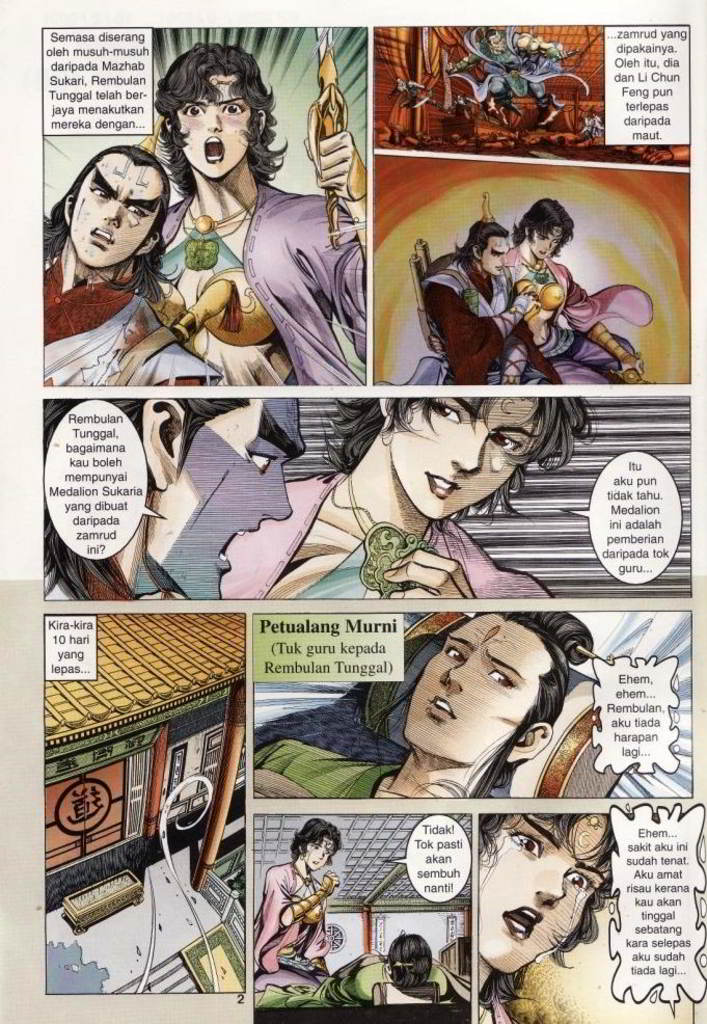 Semasa diserang
oleh musuh-musuh
daripada Mazhab
Sukari, Rembulan
Tunggal telah ber-
jaya menakutkan
mereka dengan...
...zamrud yang
dipakainya.
Oleh itu, dia
dan Li Chun
Feng pun
terlepas
daripada
maut.
Rembulan
Tunggal,
bagaimana
kau boleh
mempunyai
Medalion Sukaria
yang dibuat
daripada
zamrud
ini?
Itu
aku pun
tidak tahu.
Medalion
ini adalah
pemberian
daripada tok
guru...
Kira-kira
10 hari
yang
lepas...
Petualang Murni
(Tuk guru kepada
Rembulan Tunggal)
Ehem,
ehem...
Rembulan,
aku tiada
harapan
lagi...
Tidak!
Tok pasti
akan
sembuh
nanti!
Ehem...
sakit aku ini
sudah tenat.
Aku amat
risau kerana
kau akan
tinggal
sebatang
kara selepas
aku sudah
tiada lagi...
2